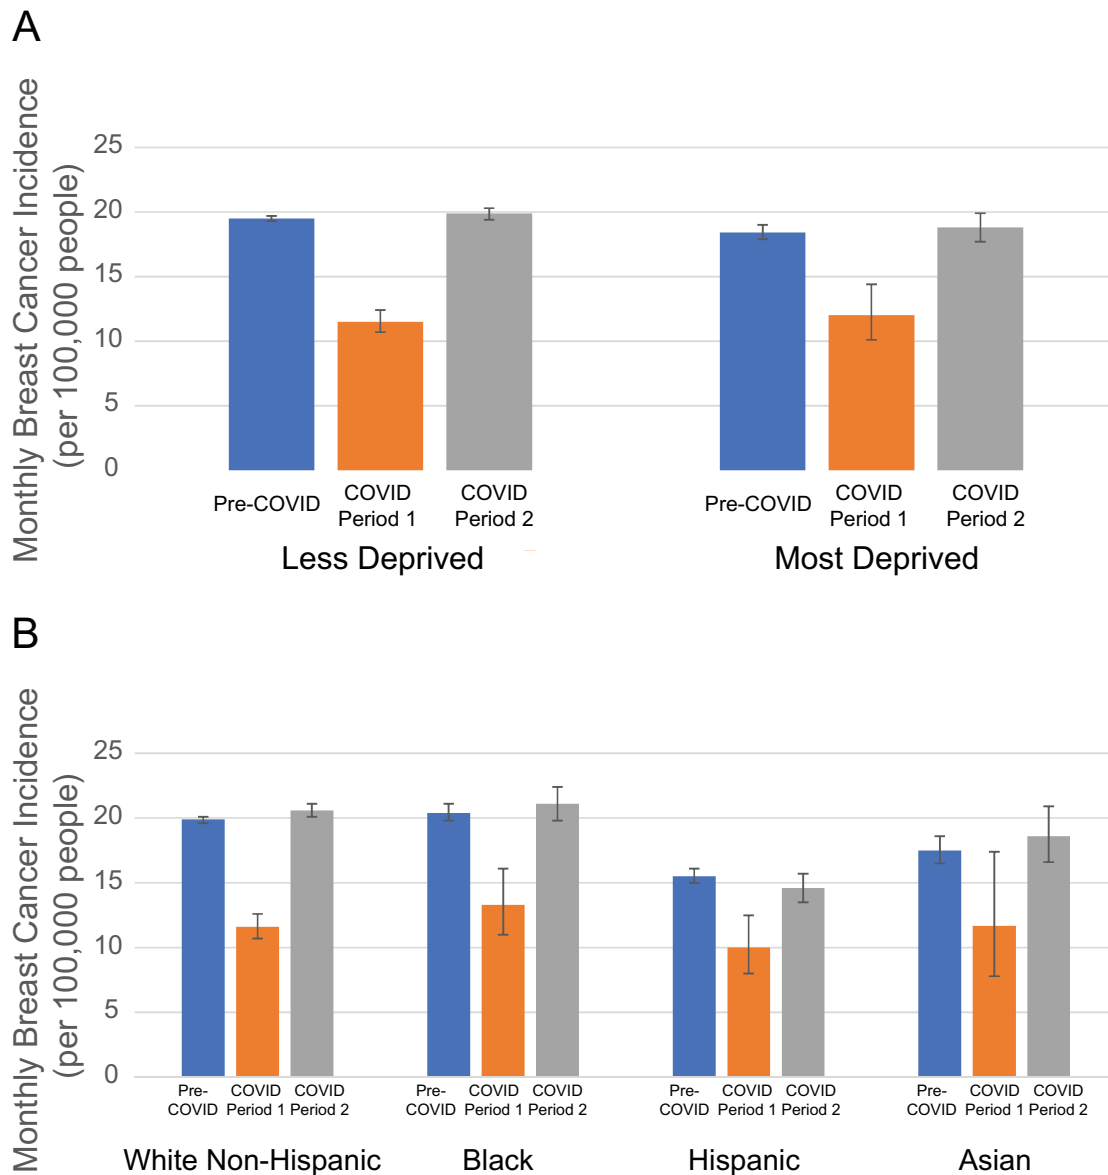 A
Monthly Breast Cancer Incidence
(per 100,000 people)
25
20
15
10
5
0
Pre-COVID
COVID
Period 1
COVID
Period 2
Pre-COVID
COVID
Period 1
COVID
Period 2
Less Deprived
Most Deprived
B
Monthly Breast Cancer Incidence
(per 100,000 people)
25
20
15
10
5
0
Pre-
COVID
COVID
Period 1
COVID
Period 2
Pre-
COVID
COVID
Period 1
COVID
Period 2
Pre-
COVID
COVID
Period 1
COVID
Period 2
Pre-
COVID
COVID
Period 1
COVID
Period 2
White Non-Hispanic
Black
Hispanic
Asian